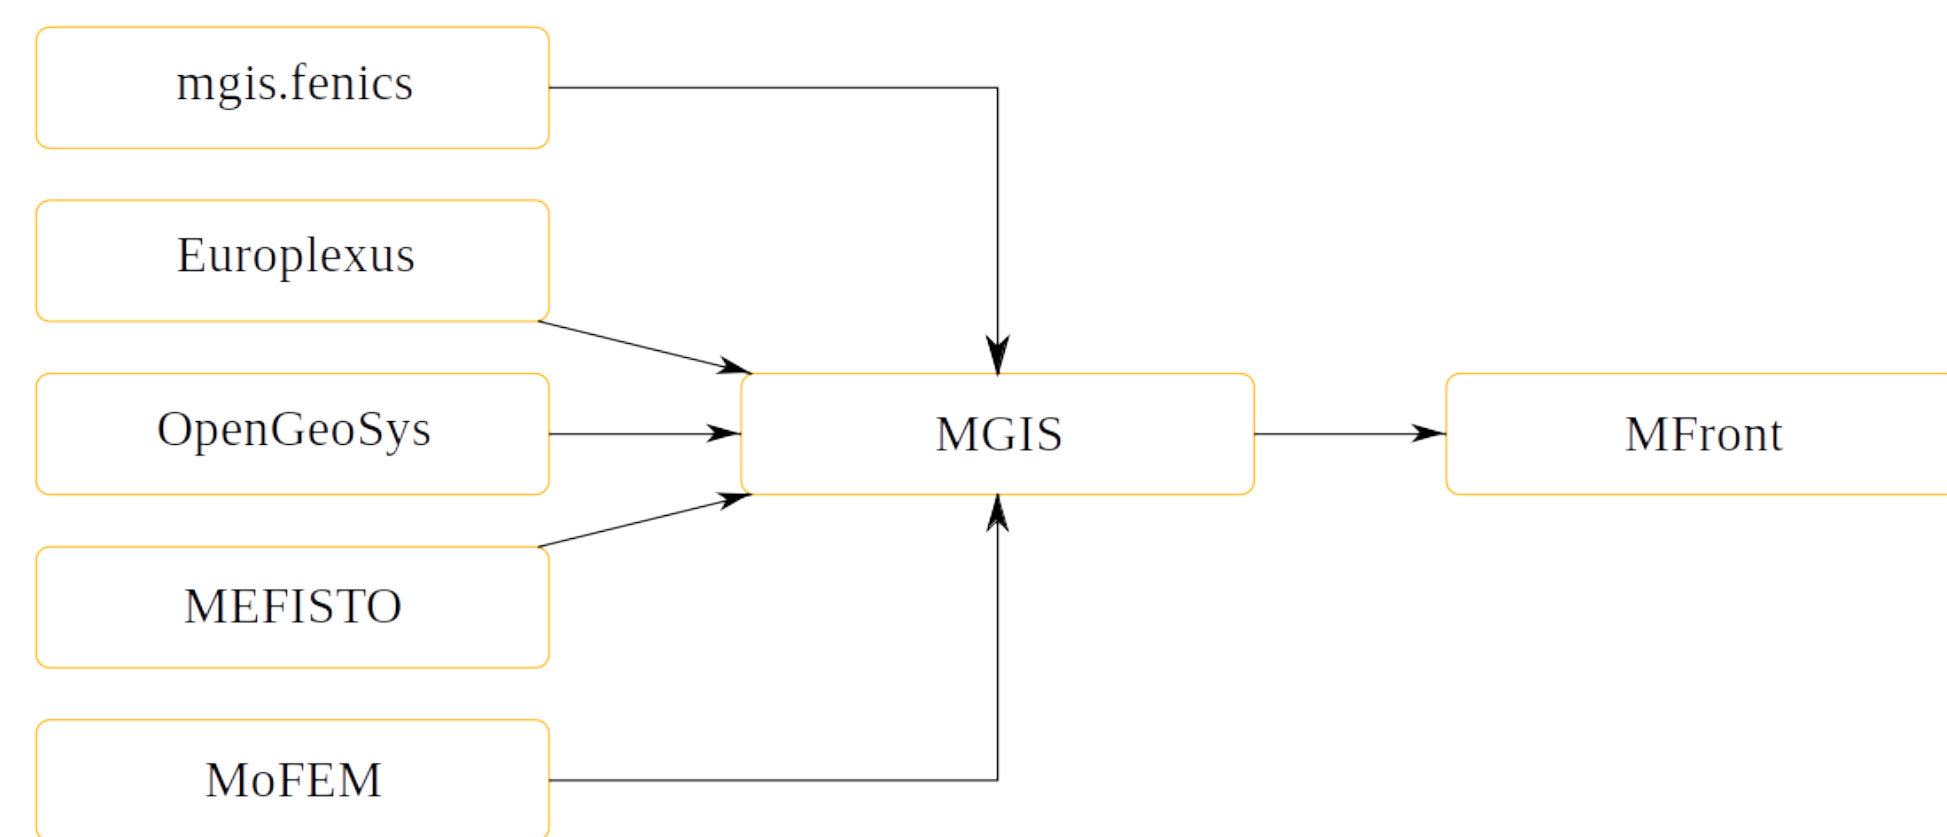 mgis.fenics
Europlexus
OpenGeoSys
MGIS
MFront
MEFISTO
MoFEM